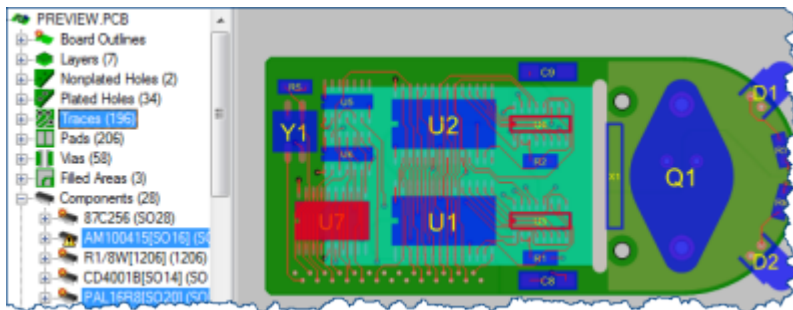 PREVIEW.PCB
Board Outlines
Layers (7)
Nonplated Holes (2)
Plated Holes (34)
Traces (196)
Pads (206)
Vias (58)
Filled Areas (3)
Components (28)
87C256 (SO28)
AM100415[SO16] (SO
R1/8W[1206] (1206)
CD4001B[SO14] (SO
PAL16R8[SO20] (SO
C9
R5
U5
Y1
U2
R2
U6
X1
Q1
D1
U7
U1
R1
C8
D2